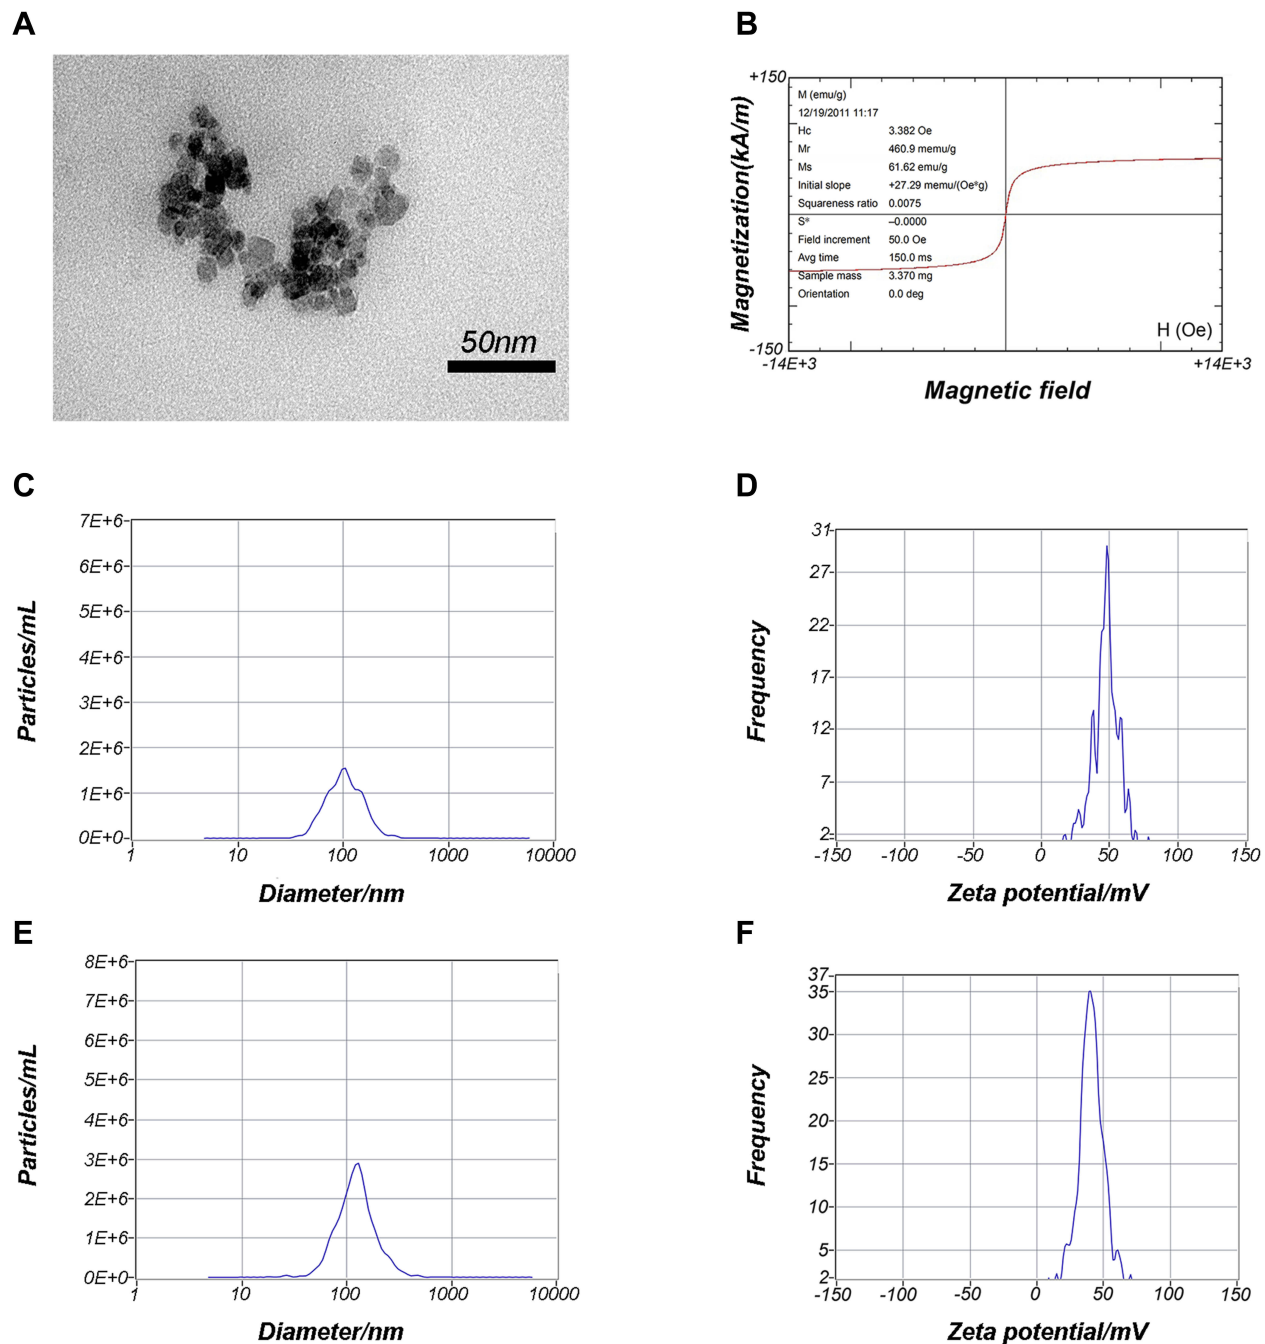 A
50nm
B
+150
Magnetization(kA/m)
M (emu/g)
12/19/2011 11:17
Hc 3.382 Oe
Mr 460.9 memu/g
Ms 61.62 emu/g
Initial slope +27.29 memu/(Oe*g)
Squareness ratio 0.0075
S* –0.0000
Field increment 50.0 Oe
Avg time 150.0 ms
Sample mass 3.370 mg
Orientation 0.0 deg
H (Oe)
-150
-14E+3 +14E+3
Magnetic field
C
7E+6
6E+6
5E+6
4E+6
3E+6
2E+6
1E+6
0E+0
Particles/mL
1 10 100 1000 10000
Diameter/nm
D
31
27
22
17
12
7
2
Frequency
-150 -100 -50 0 50 100 150
Zeta potential/mV
E
8E+6
7E+6
6E+6
5E+6
4E+6
3E+6
2E+6
1E+6
0E+0
Particles/mL
1 10 100 1000 10000
Diameter/nm
F
37
35
30
25
20
15
10
5
2
Frequency
-150 -100 -50 0 50 100 150
Zeta potential/mV